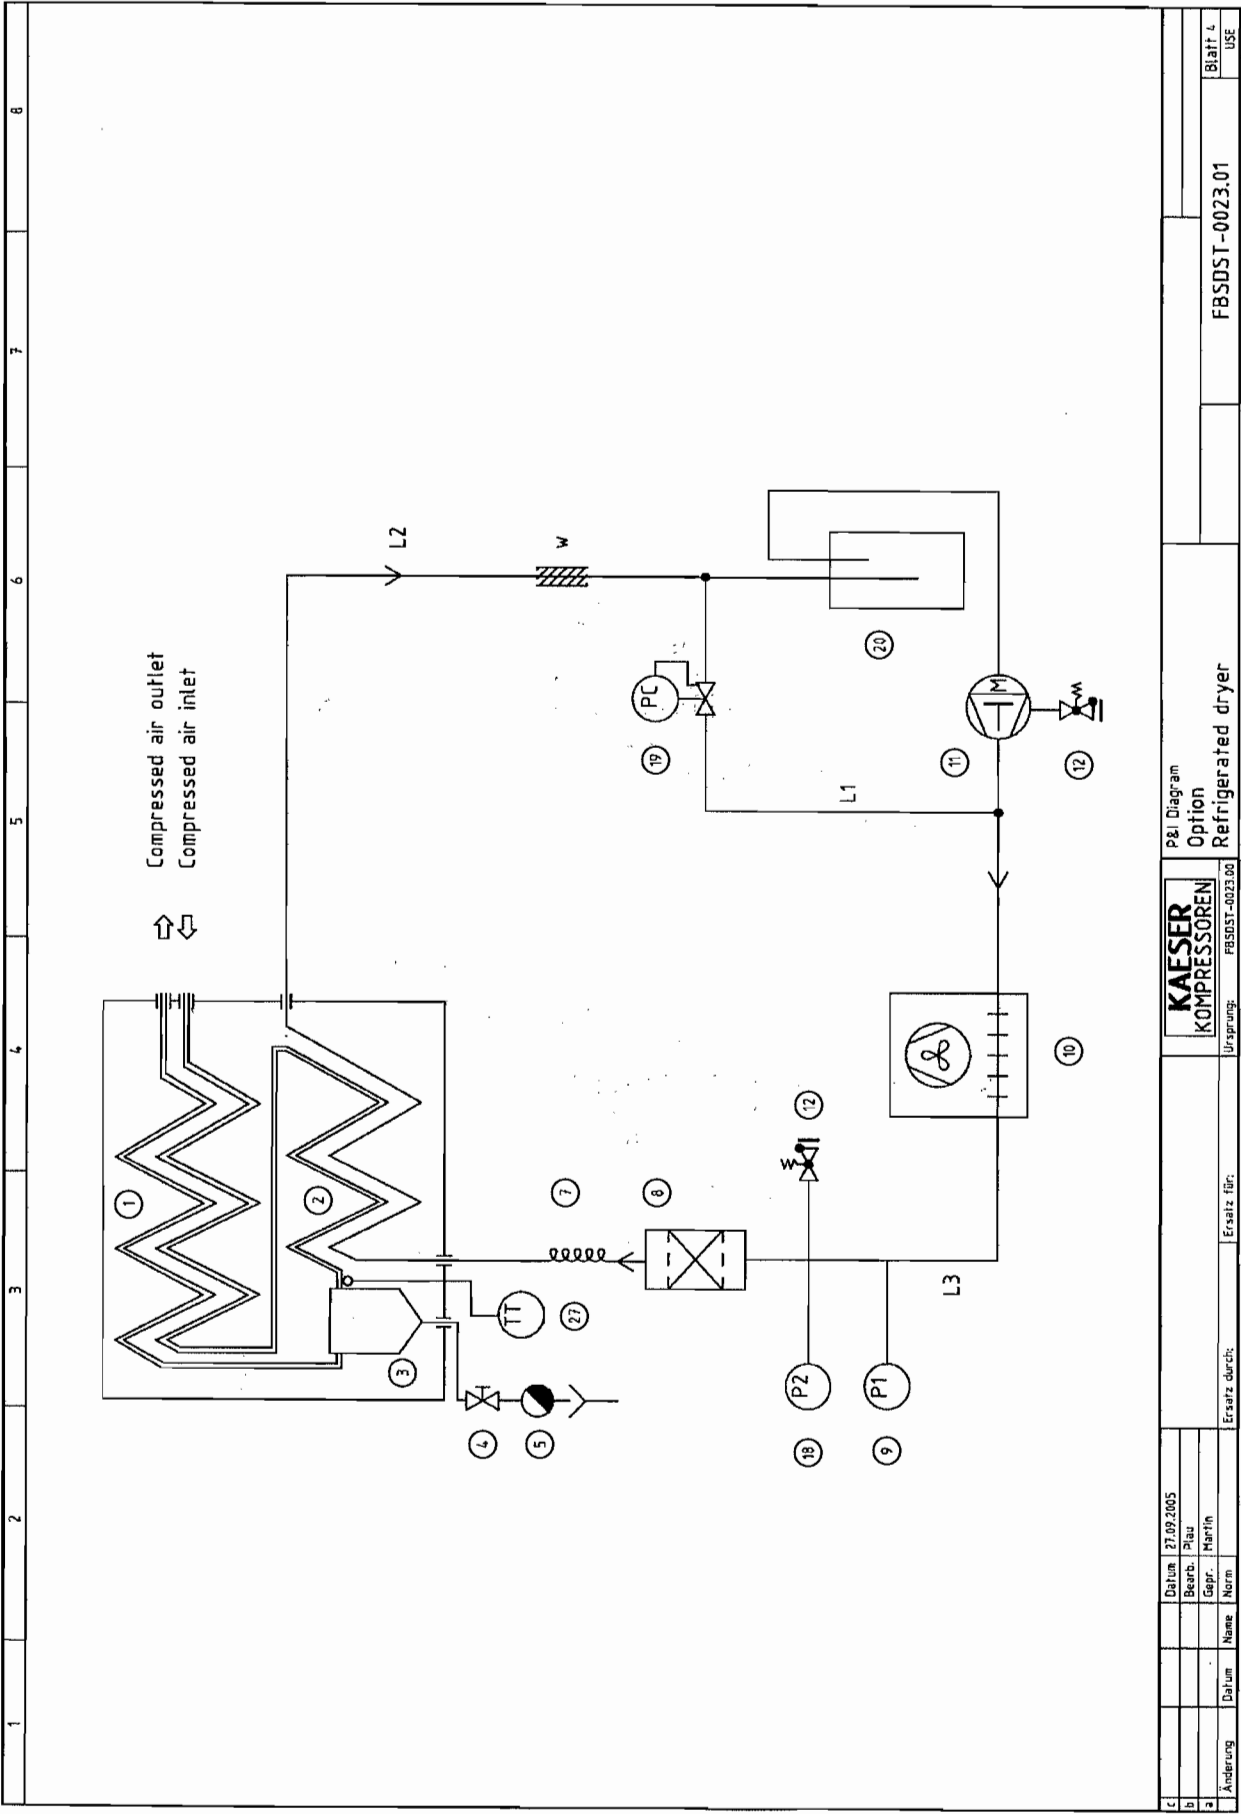 1
2
3
4
5
6
7
8
Compressed air outlet
Compressed air inlet
1
2
3
4
5
TT
27
7
8
L2
W
PC
19
20
L1
M
11
12
12
10
P2
18
P1
9
L3
c
b
a
Änderung
Datum
Name
Datum 27.09.2005
Bearb. Plau
Gepr. Martin
Norm
Ersatz durch:
Ersatz für:
KAESER
KOMPRESSOREN
Ursprung: FBSDST-0023.00
P&I Diagram
Option
Refrigerated dryer
FBSDST-0023.01
Blatt 4
USE